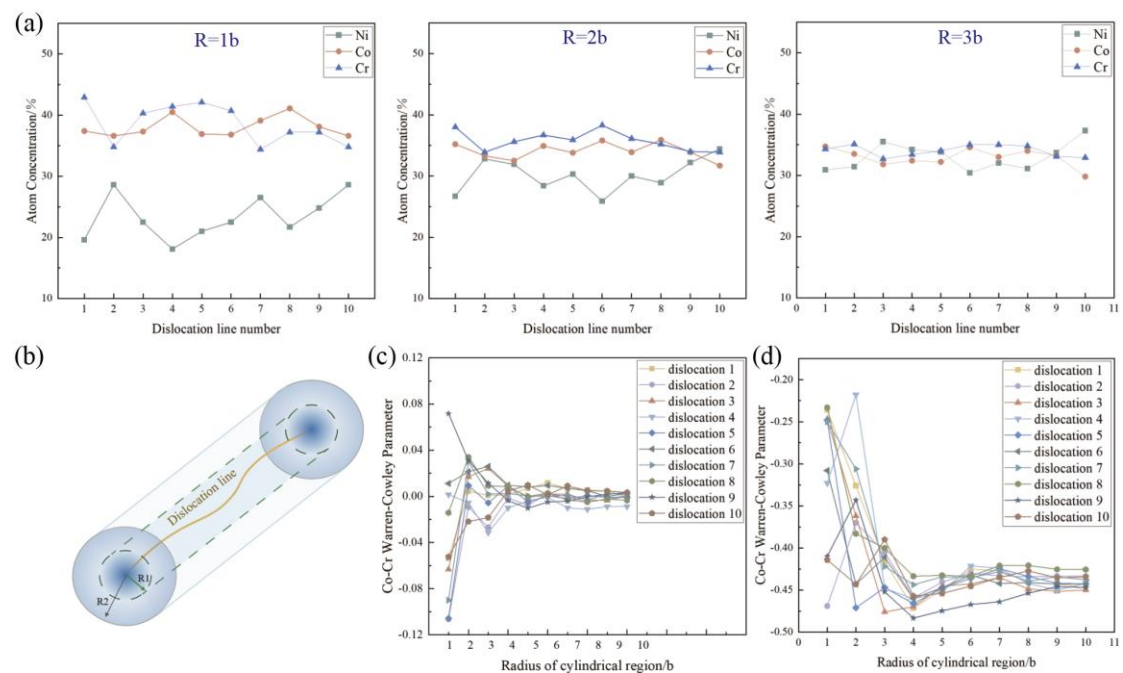 (a)
R=1b
Ni
Co
Cr
Atom Concentration/%
50
40
30
20
10
1 2 3 4 5 6 7 8 9 10
Dislocation line number
R=2b
Ni
Co
Cr
Atom Concentration/%
50
40
30
20
10
1 2 3 4 5 6 7 8 9 10
Dislocation line number
R=3b
Ni
Co
Cr
Atom Concentration/%
50
40
30
20
10
0 1 2 3 4 5 6 7 8 9 10 11
Dislocation line number
(b)
Dislocation line
R1
R2
(c)
Co-Cr Warren-Cowley Parameter
0.12
0.08
0.04
0.00
-0.04
-0.08
-0.12
dislocation 1
dislocation 2
dislocation 3
dislocation 4
dislocation 5
dislocation 6
dislocation 7
dislocation 8
dislocation 9
dislocation 10
1 2 3 4 5 6 7 8 9 10
Radius of cylindrical region/b
(d)
Co-Cr Warren-Cowley Parameter
-0.20
-0.25
-0.30
-0.35
-0.40
-0.45
-0.50
dislocation 1
dislocation 2
dislocation 3
dislocation 4
dislocation 5
dislocation 6
dislocation 7
dislocation 8
dislocation 9
dislocation 10
1 2 3 4 5 6 7 8 9 10
Radius of cylindrical region/b